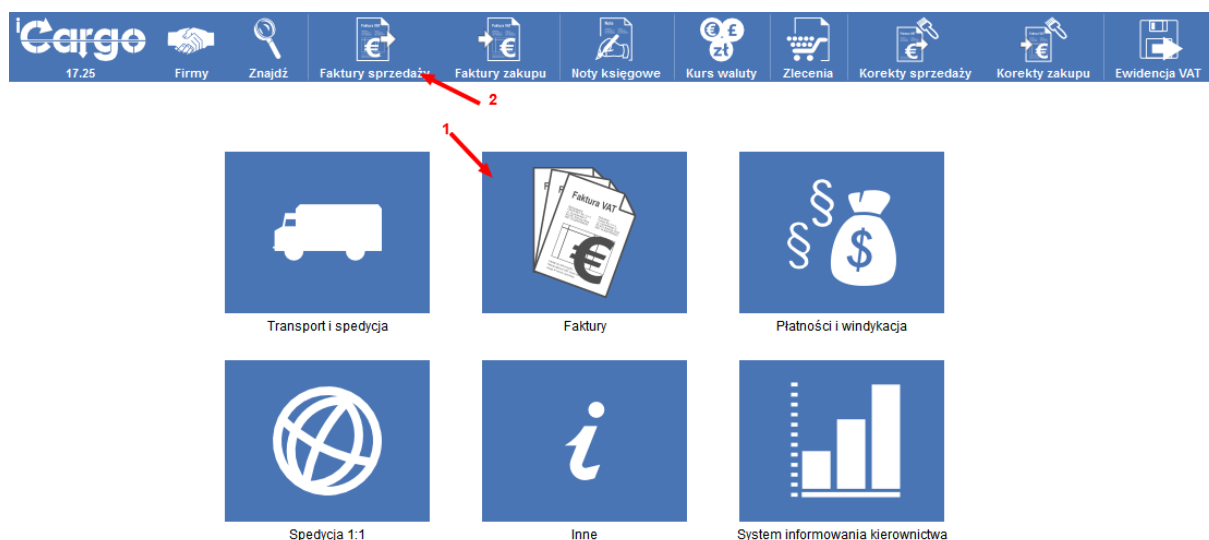 iCargo
17.25
Firmy
Znajdź
Faktury sprzedaży
Faktury zakupu
Noty księgowe
Kurs waluty
Zlecenia
Korekty sprzedaży
Korekty zakupu
Ewidencja VAT
2
1
Faktura VAT
Transport i spedycja
Faktury
Płatności i windykacja
Spedycja 1:1
Inne
System informowania kierownictwa